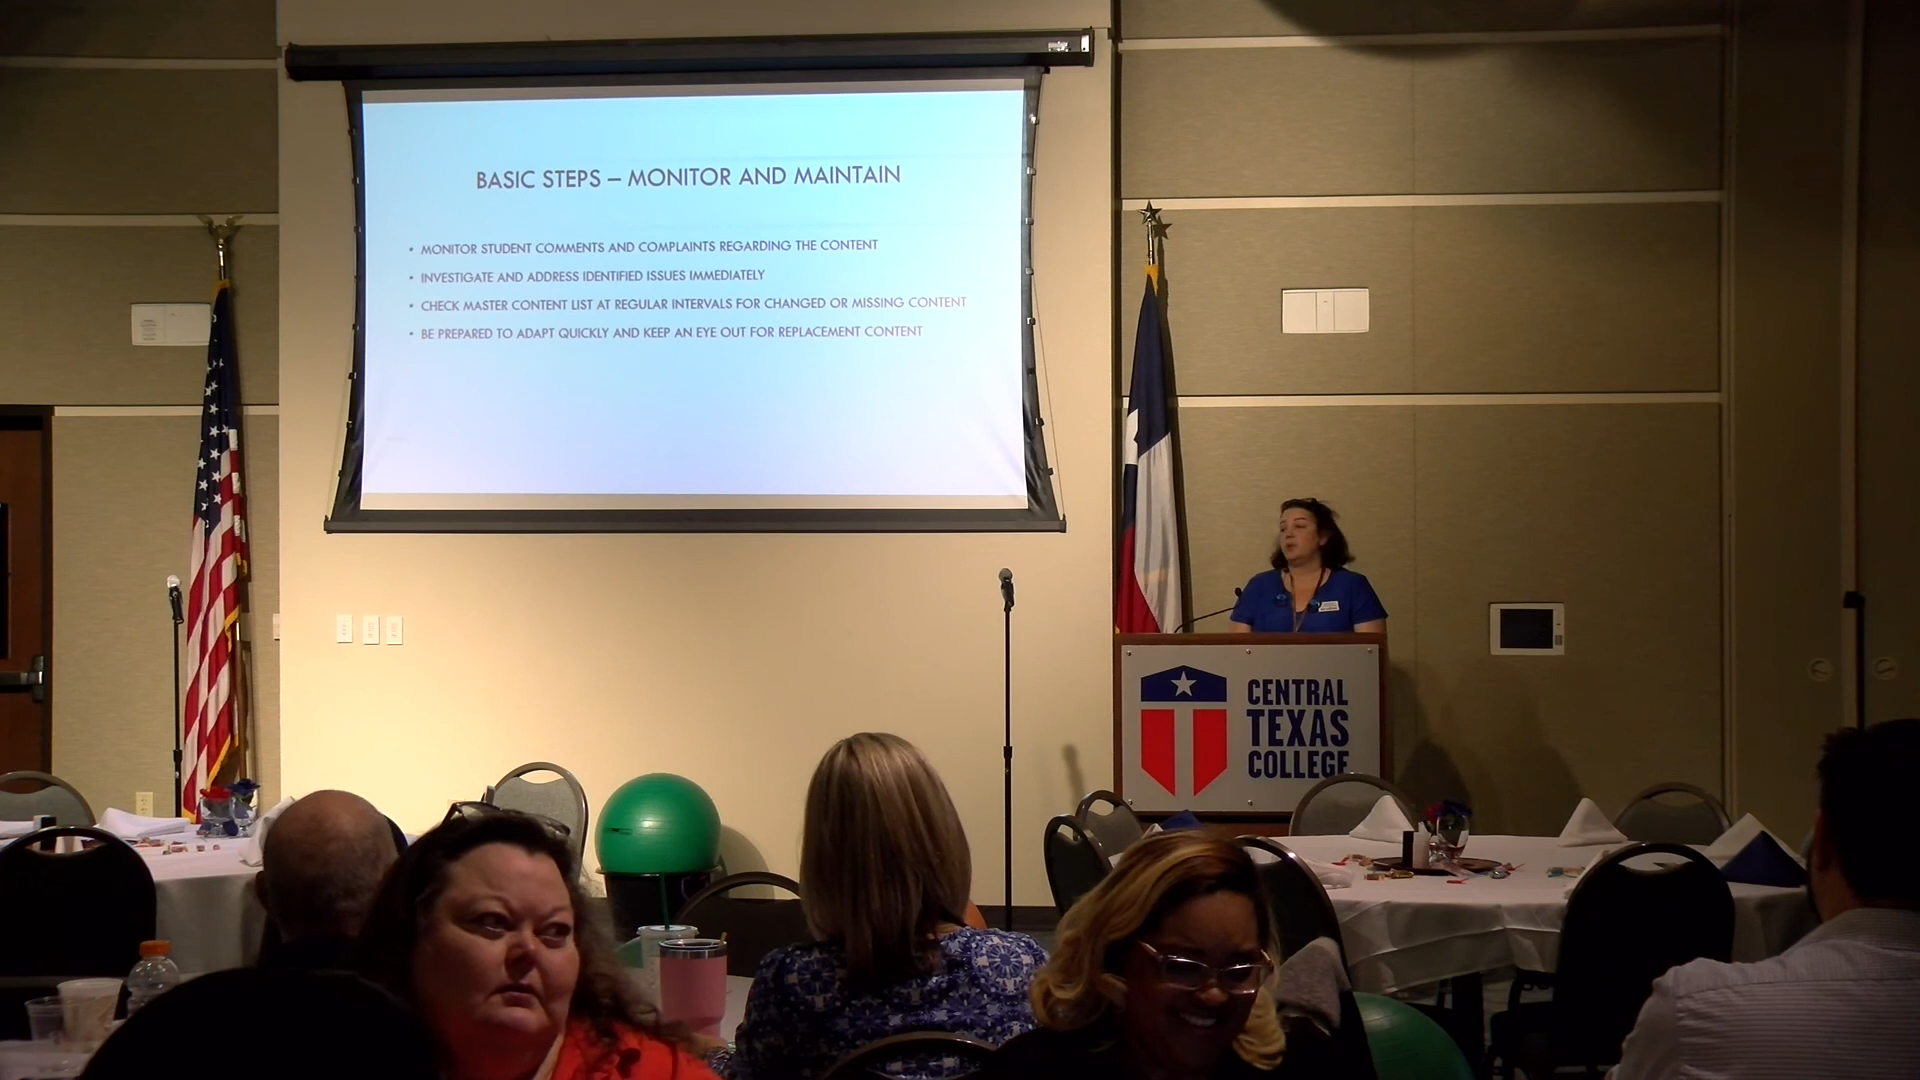 BASIC STEPS – MONITOR AND MAINTAIN
• MONITOR STUDENT COMMENTS AND COMPLAINTS REGARDING THE CONTENT
• INVESTIGATE AND ADDRESS IDENTIFIED ISSUES IMMEDIATELY
• CHECK MASTER CONTENT LIST AT REGULAR INTERVALS FOR CHANGED OR MISSING CONTENT
• BE PREPARED TO ADAPT QUICKLY AND KEEP AN EYE OUT FOR REPLACEMENT CONTENT
CENTRAL
TEXAS
COLLEGE